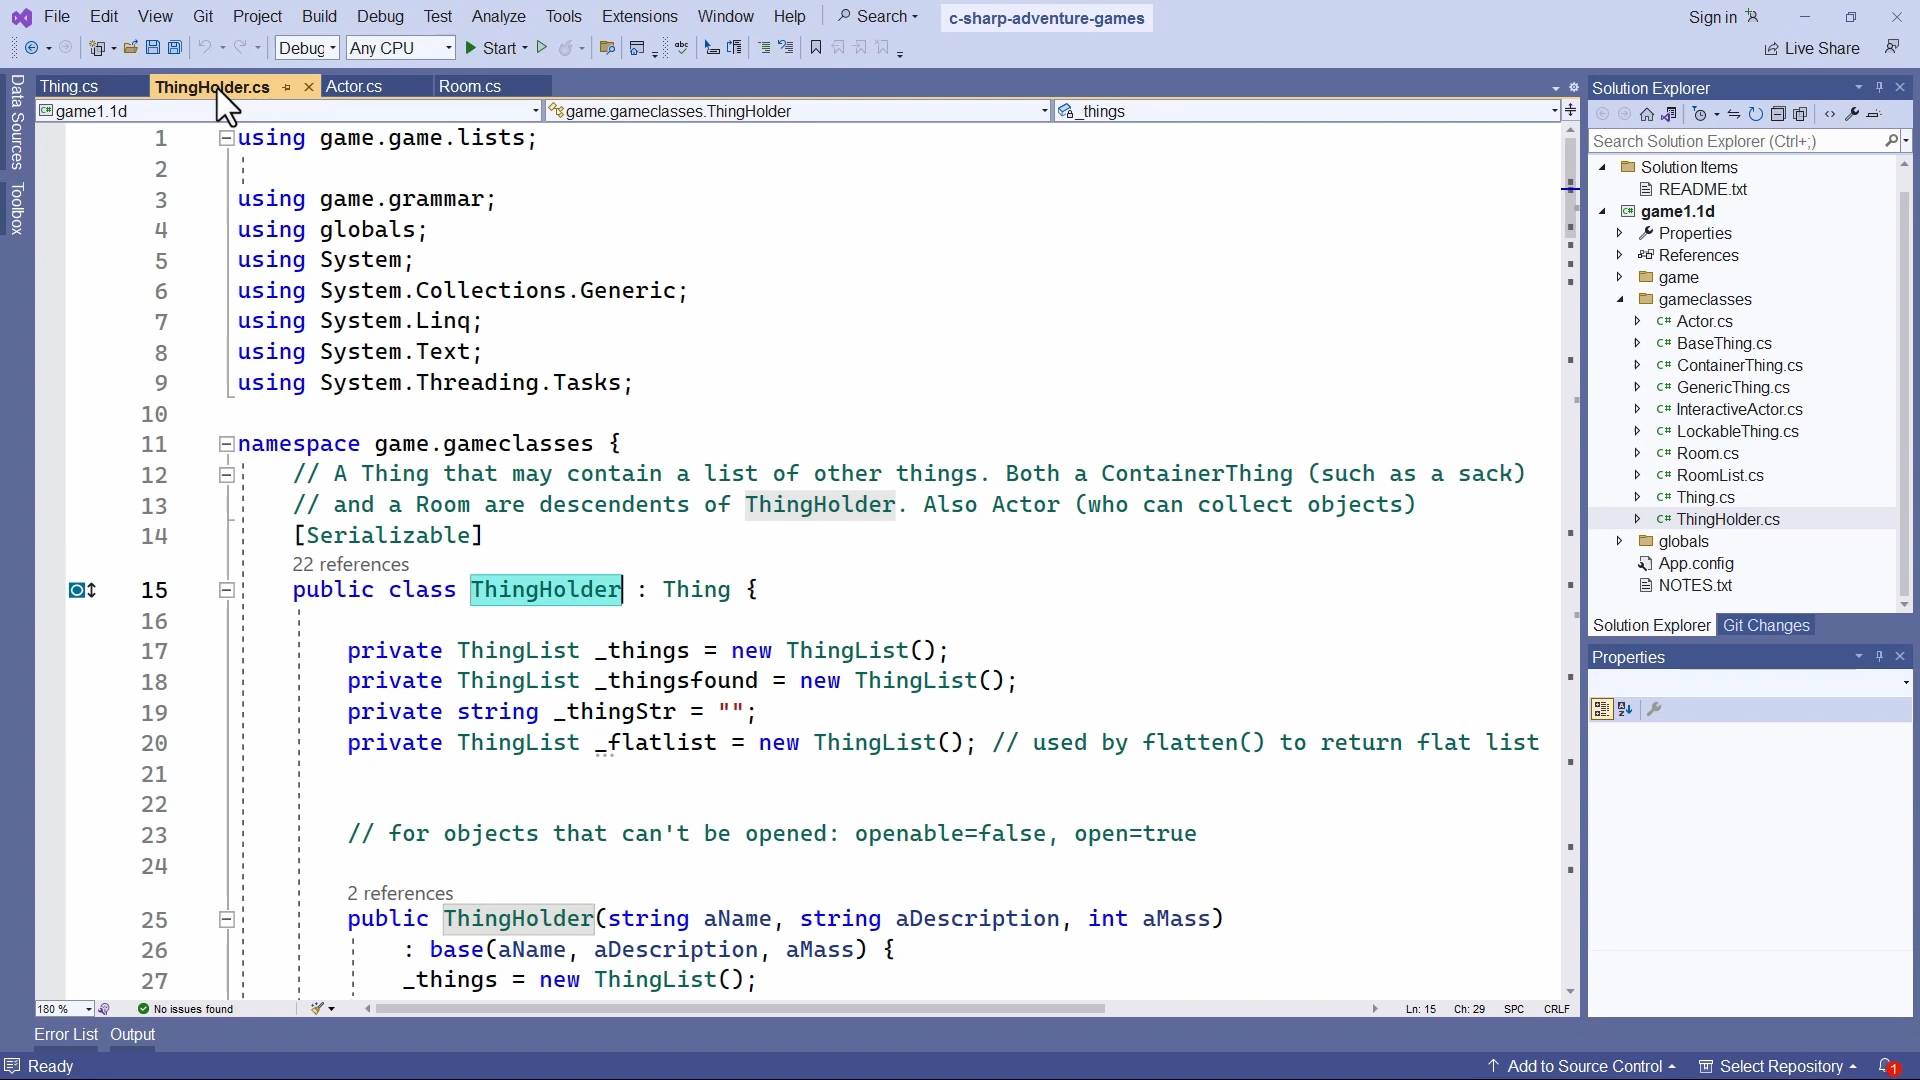 File Edit View Git Project Build Debug Test Analyze Tools Extensions Window Help Search c-sharp-adventure-games Sign in
Debug Any CPU Start Live Share
Thing.cs ThingHolder.cs Actor.cs Room.cs
game1.1d game.gameclasses.ThingHolder _things
Data Sources
Toolbox
1 using game.game.lists;
2
3 using game.grammar;
4 using globals;
5 using System;
6 using System.Collections.Generic;
7 using System.Linq;
8 using System.Text;
9 using System.Threading.Tasks;
10
11 namespace game.gameclasses {
12 // A Thing that may contain a list of other things. Both a ContainerThing (such as a sack)
13 // and a Room are descendents of ThingHolder. Also Actor (who can collect objects)
14 [Serializable]
22 references
15 public class ThingHolder : Thing {
16
17 private ThingList _things = new ThingList();
18 private ThingList _thingsfound = new ThingList();
19 private string _thingStr = "";
20 private ThingList _flatlist = new ThingList(); // used by flatten() to return flat list
21
22
23 // for objects that can't be opened: openable=false, open=true
24
2 references
25 public ThingHolder(string aName, string aDescription, int aMass)
26 : base(aName, aDescription, aMass) {
27 _things = new ThingList();
180 % No issues found Ln: 15 Ch: 29 SPC CRLF
Solution Explorer
Search Solution Explorer (Ctrl+;)
Solution Items
README.txt
game1.1d
Properties
References
game
gameclasses
C# Actor.cs
C# BaseThing.cs
C# ContainerThing.cs
C# GenericThing.cs
C# InteractiveActor.cs
C# LockableThing.cs
C# Room.cs
C# RoomList.cs
C# Thing.cs
C# ThingHolder.cs
globals
App.config
NOTES.txt
Solution Explorer Git Changes
Properties
Error List Output
Ready Add to Source Control Select Repository 1